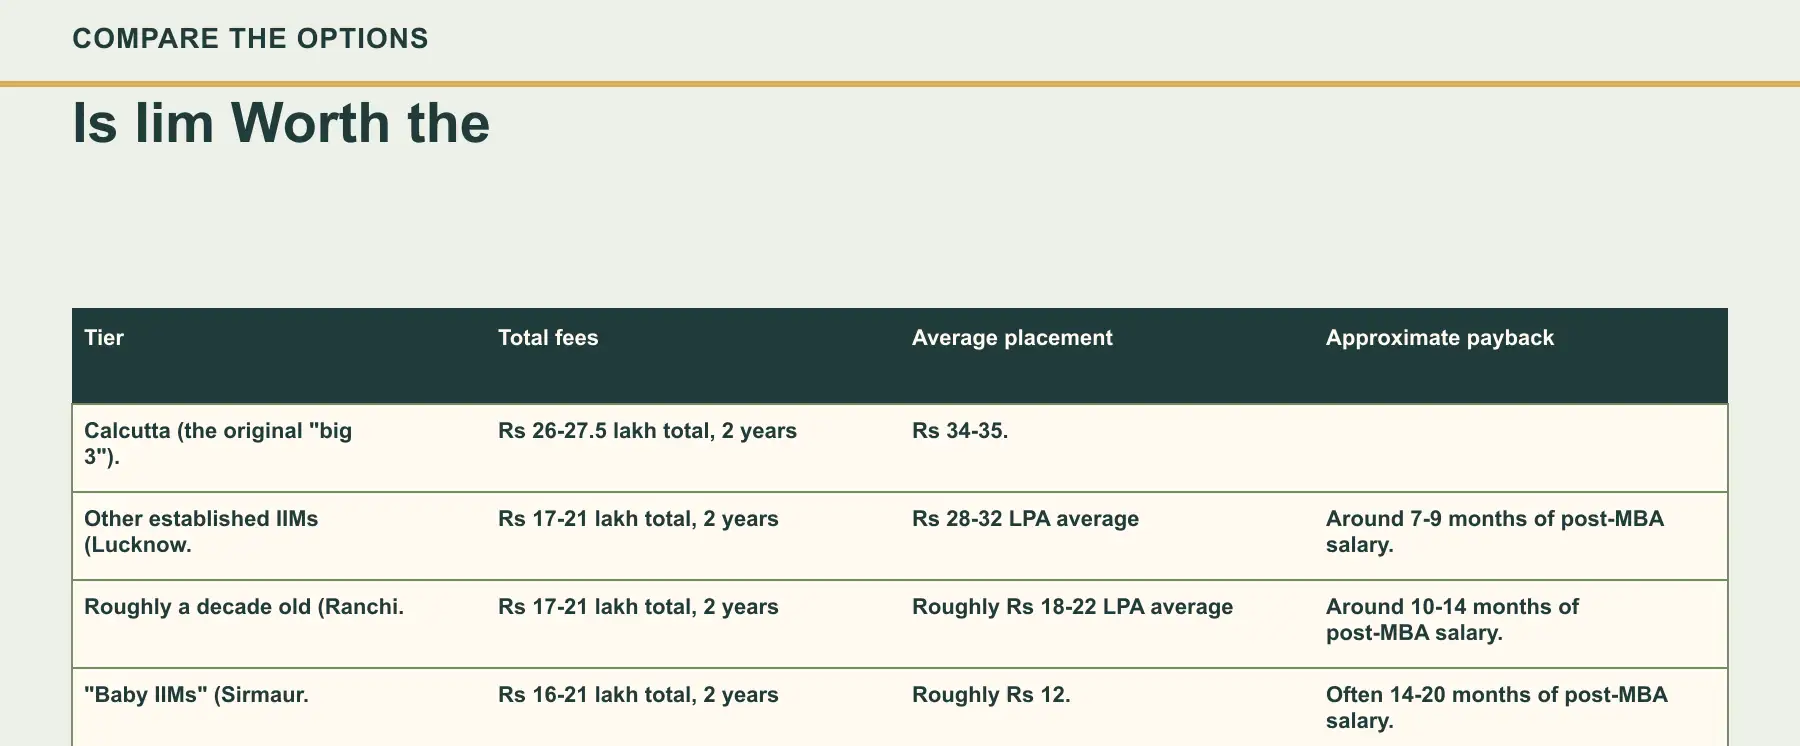 COMPARE THE OPTIONS
Is Iim Worth the
Tier Total fees Average placement Approximate payback
Calcutta (the original "big Rs 26-27.5 lakh total, 2 years Rs 34-35.
3").
Other established IIMs Rs 17-21 lakh total, 2 years Rs 28-32 LPA average Around 7-9 months of post-MBA
(Lucknow. salary.
Roughly a decade old (Ranchi. Rs 17-21 lakh total, 2 years Roughly Rs 18-22 LPA average Around 10-14 months of
post-MBA salary.
"Baby IIMs" (Sirmaur. Rs 16-21 lakh total, 2 years Roughly Rs 12. Often 14-20 months of post-MBA
salary.